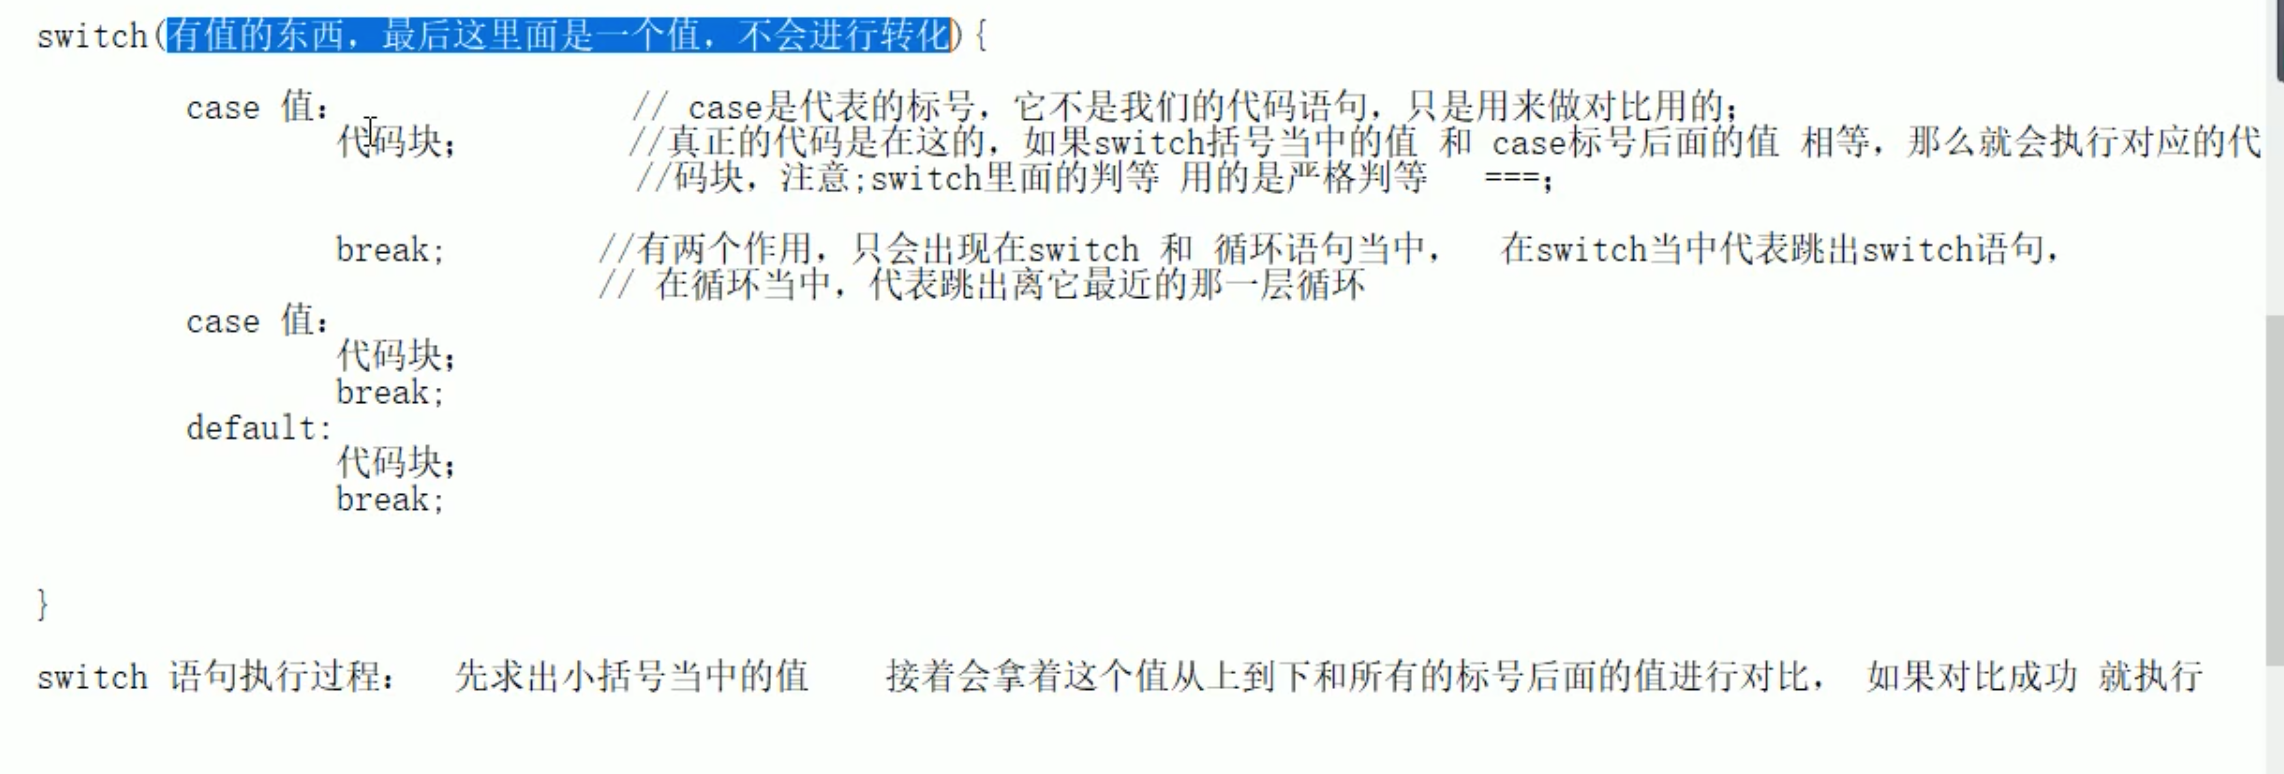 switch(有值的东西，最后这里面是一个值，不会进行转化){
case 值：// case是代表的标号，它不是我们的代码语句，只是用来做对比用的；
代码块；//真正的代码是在这的，如果switch括号当中的值 和 case标号后面的值 相等，那么就会执行对应的代
//码块，注意;switch里面的判等 用的是严格判等 ===；
break; //有两个作用，只会出现在switch 和 循环语句当中， 在switch当中代表跳出switch语句，
// 在循环当中，代表跳出离它最近的那一层循环
case 值：
代码块；
break;
default:
代码块；
break;
}
switch 语句执行过程： 先求出小括号当中的值 接着会拿着这个值从上到下和所有的标号后面的值进行对比， 如果对比成功 就执行